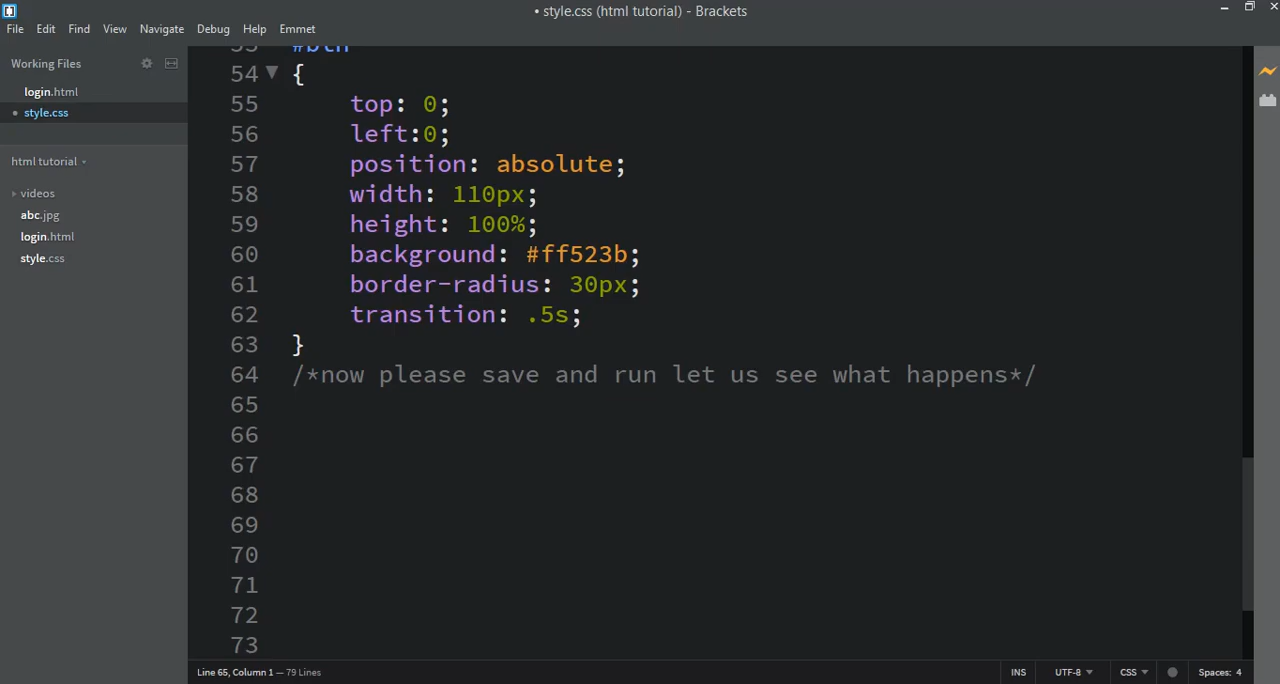 • style.css (html tutorial) - Brackets
File Edit Find View Navigate Debug Help Emmet
Working Files
login.html
• style.css
html tutorial
videos
abc.jpg
login.html
style.css
53 #btn
54 {
55 top: 0;
56 left:0;
57 position: absolute;
58 width: 110px;
59 height: 100%;
60 background: #ff523b;
61 border-radius: 30px;
62 transition: .5s;
63 }
64 /*now please save and run let us see what happens*/
65
66
67
68
69
70
71
72
73
Line 65, Column 1 — 79 Lines
INS UTF-8 CSS Spaces: 4